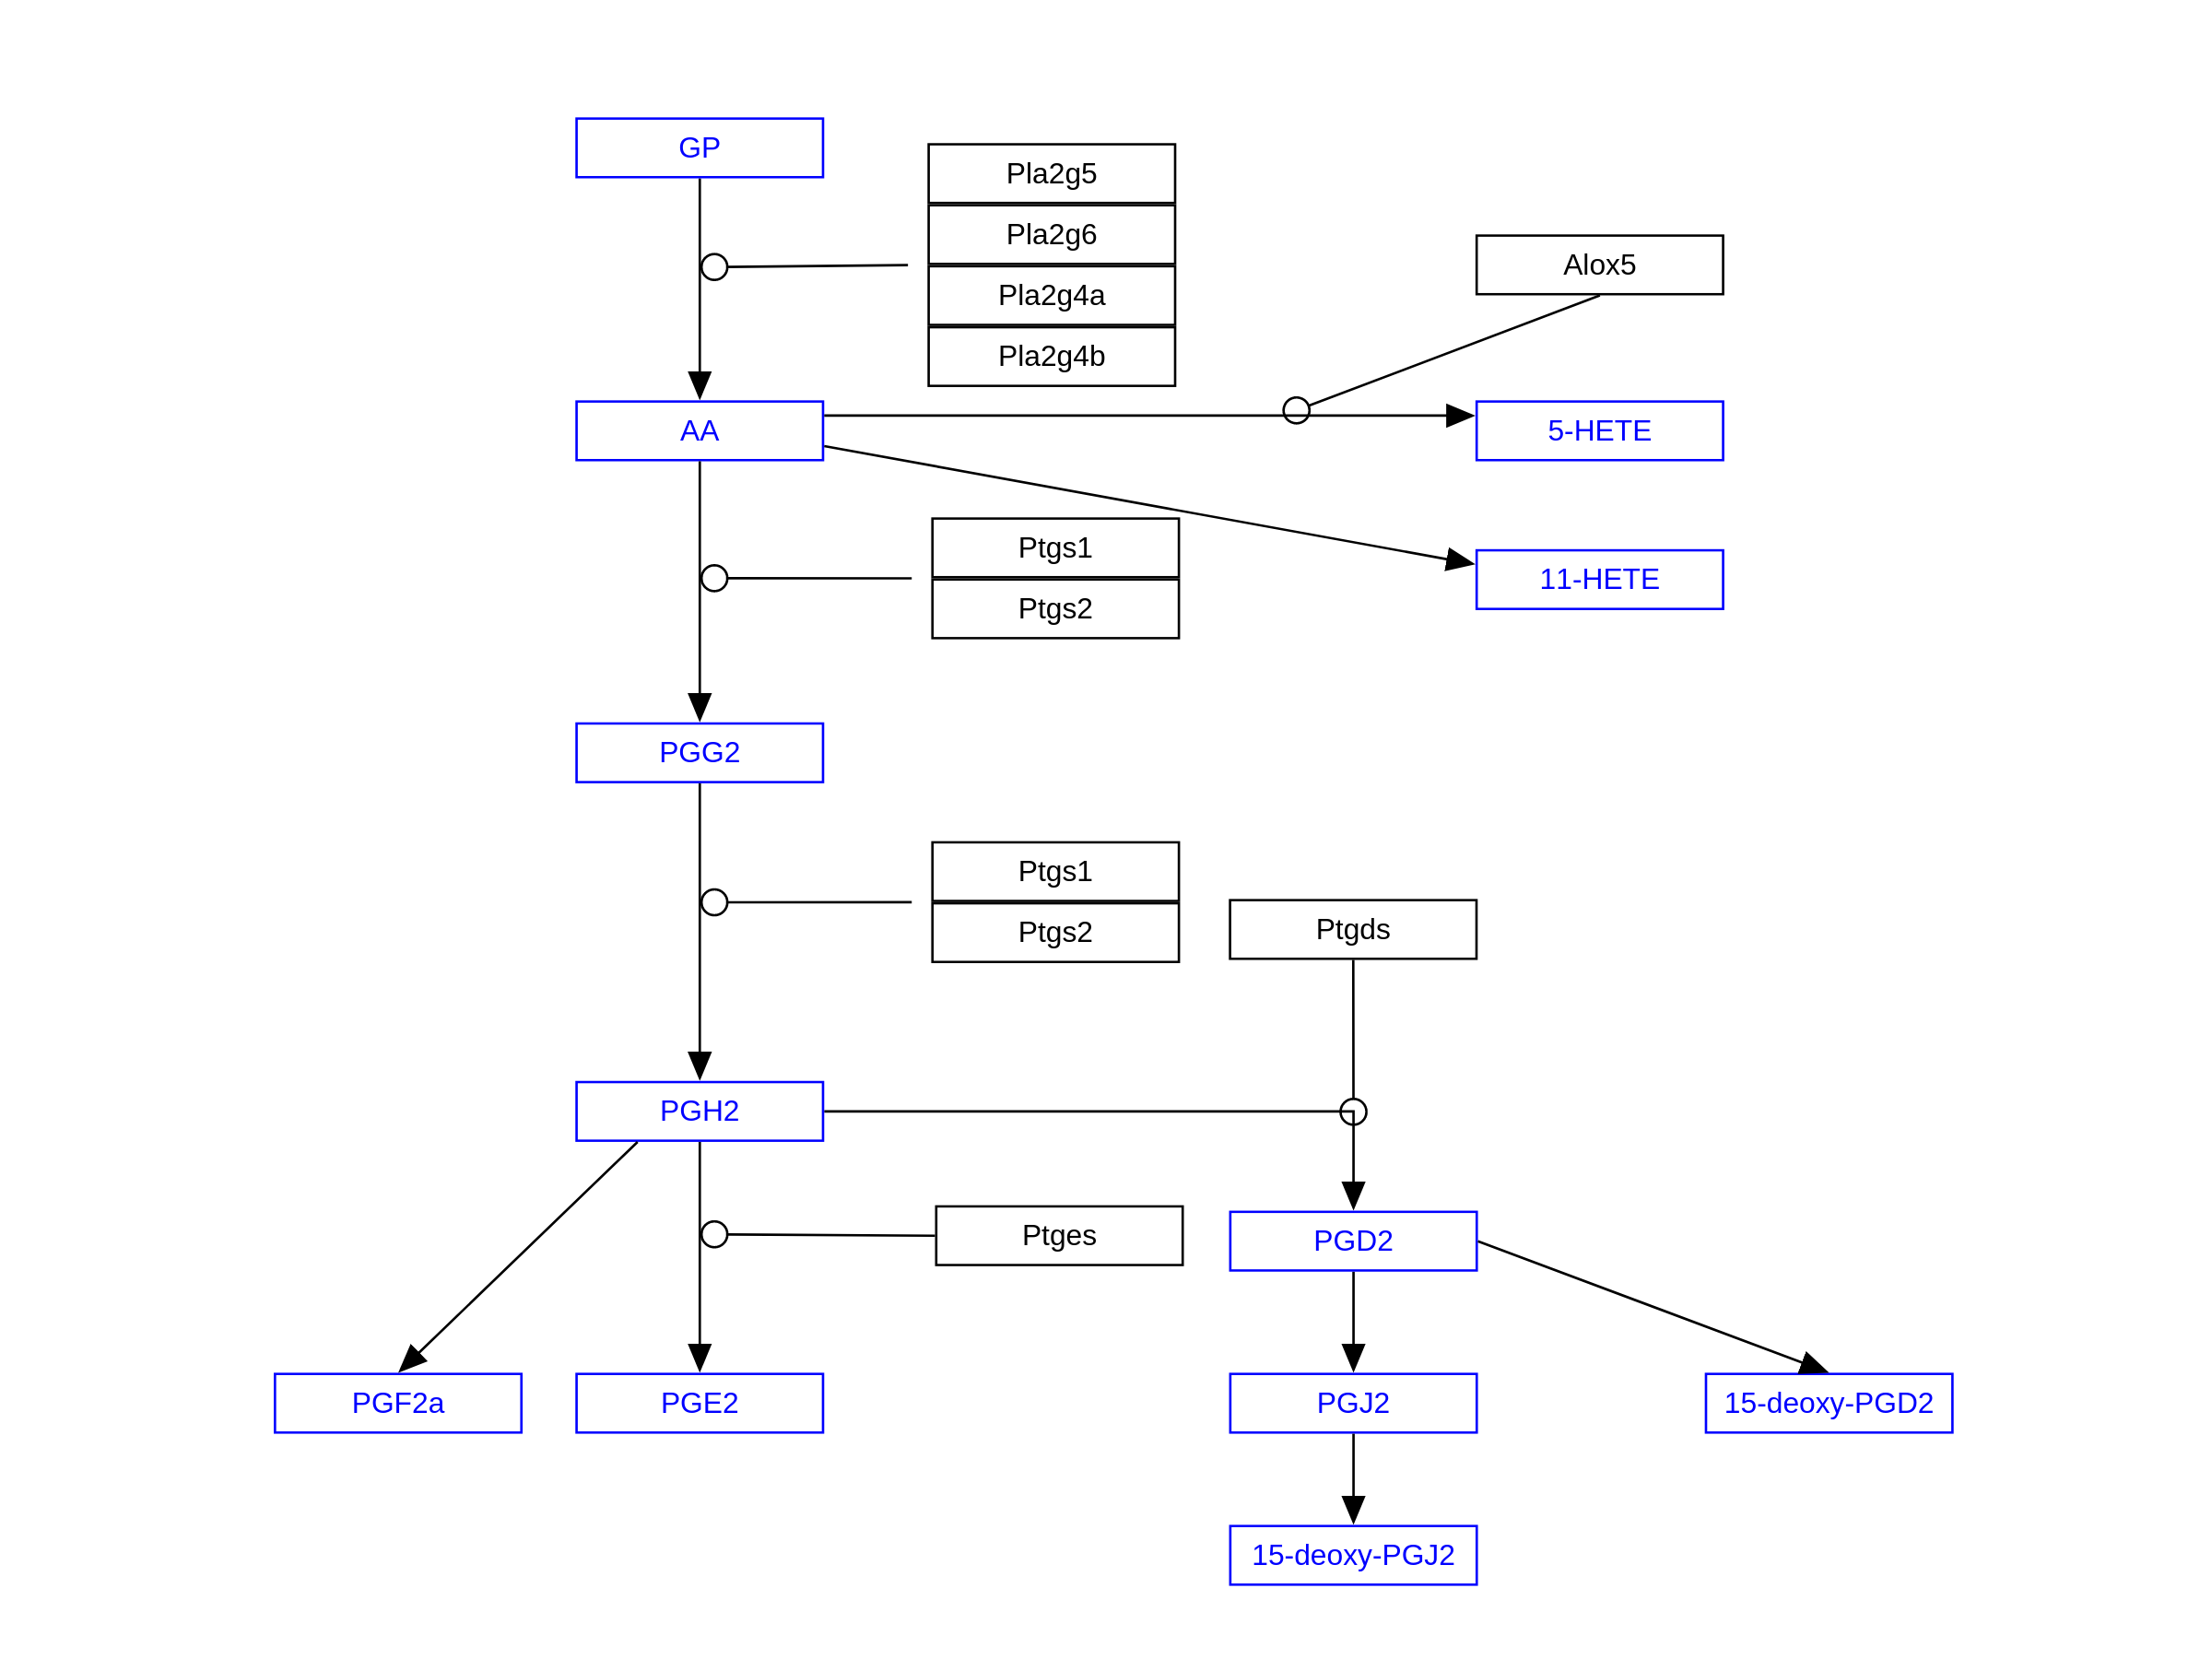 GP
Pla2g5
Pla2g6
Alox5
Pla2g4a
Pla2g4b
AA
5-HETE
Ptgs1
11-HETE
Ptgs2
PGG2
Ptgs1
Ptgds
Ptgs2
PGH2
Ptges
PGD2
PGF2a
PGE2
PGJ2
15-deoxy-PGD2
15-deoxy-PGJ2